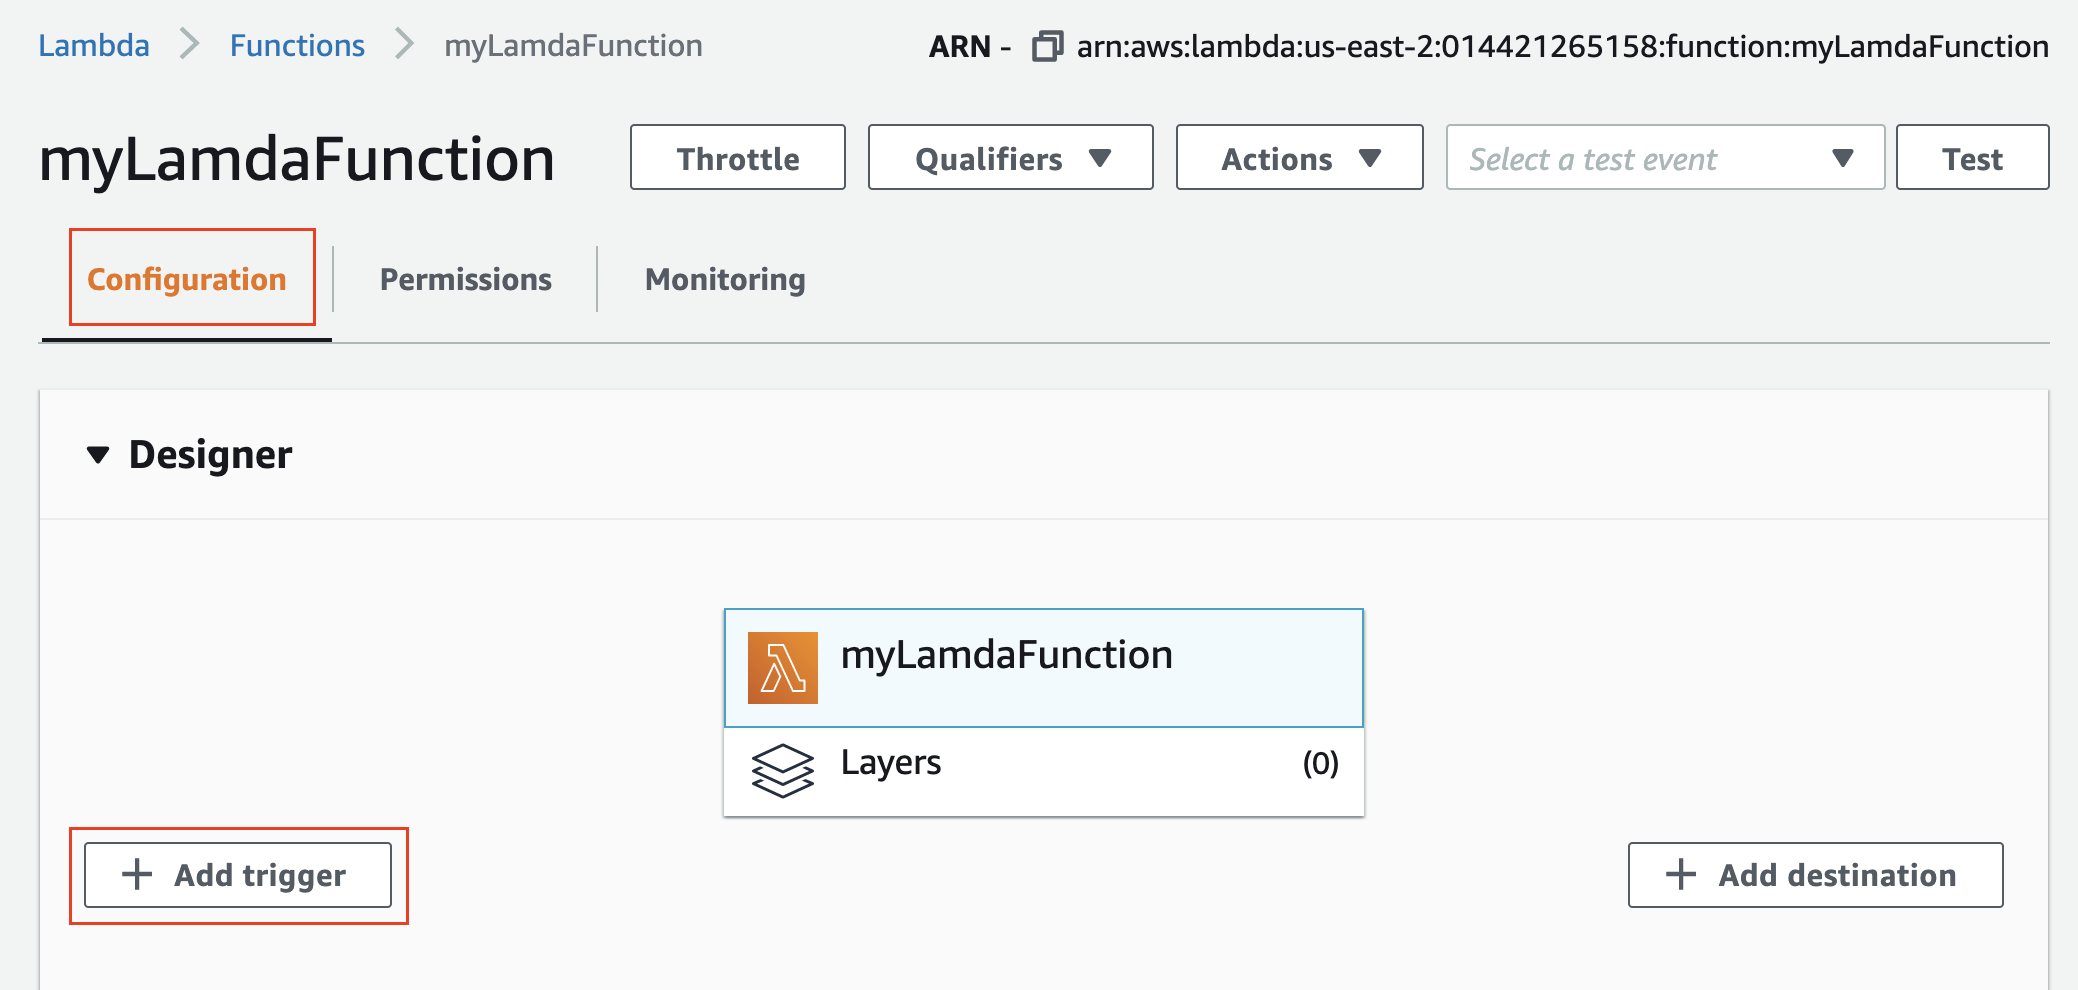 Lambda > Functions > myLamdaFunction
ARN - arn:aws:lambda:us-east-2:014421265158:function:myLamdaFunction
myLamdaFunction Throttle Qualifiers Actions Select a test event Test
Configuration Permissions Monitoring
Designer
myLamdaFunction
Layers (0)
+ Add trigger + Add destination